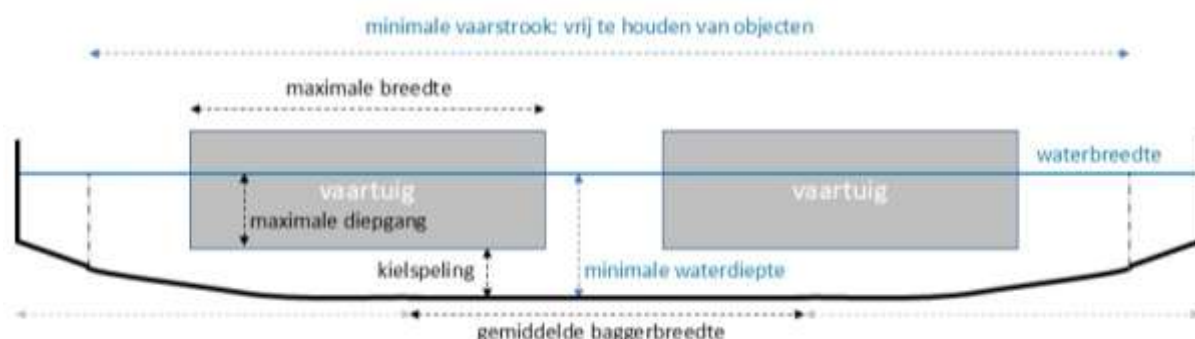 minimale vaarstrook: vrij te houden van objecten
maximale breedte
waterbreedte
vaartuig
vaartuig
maximale diepgang
kielspeling
minimale waterdiepte
gemiddelde baggerbreedte